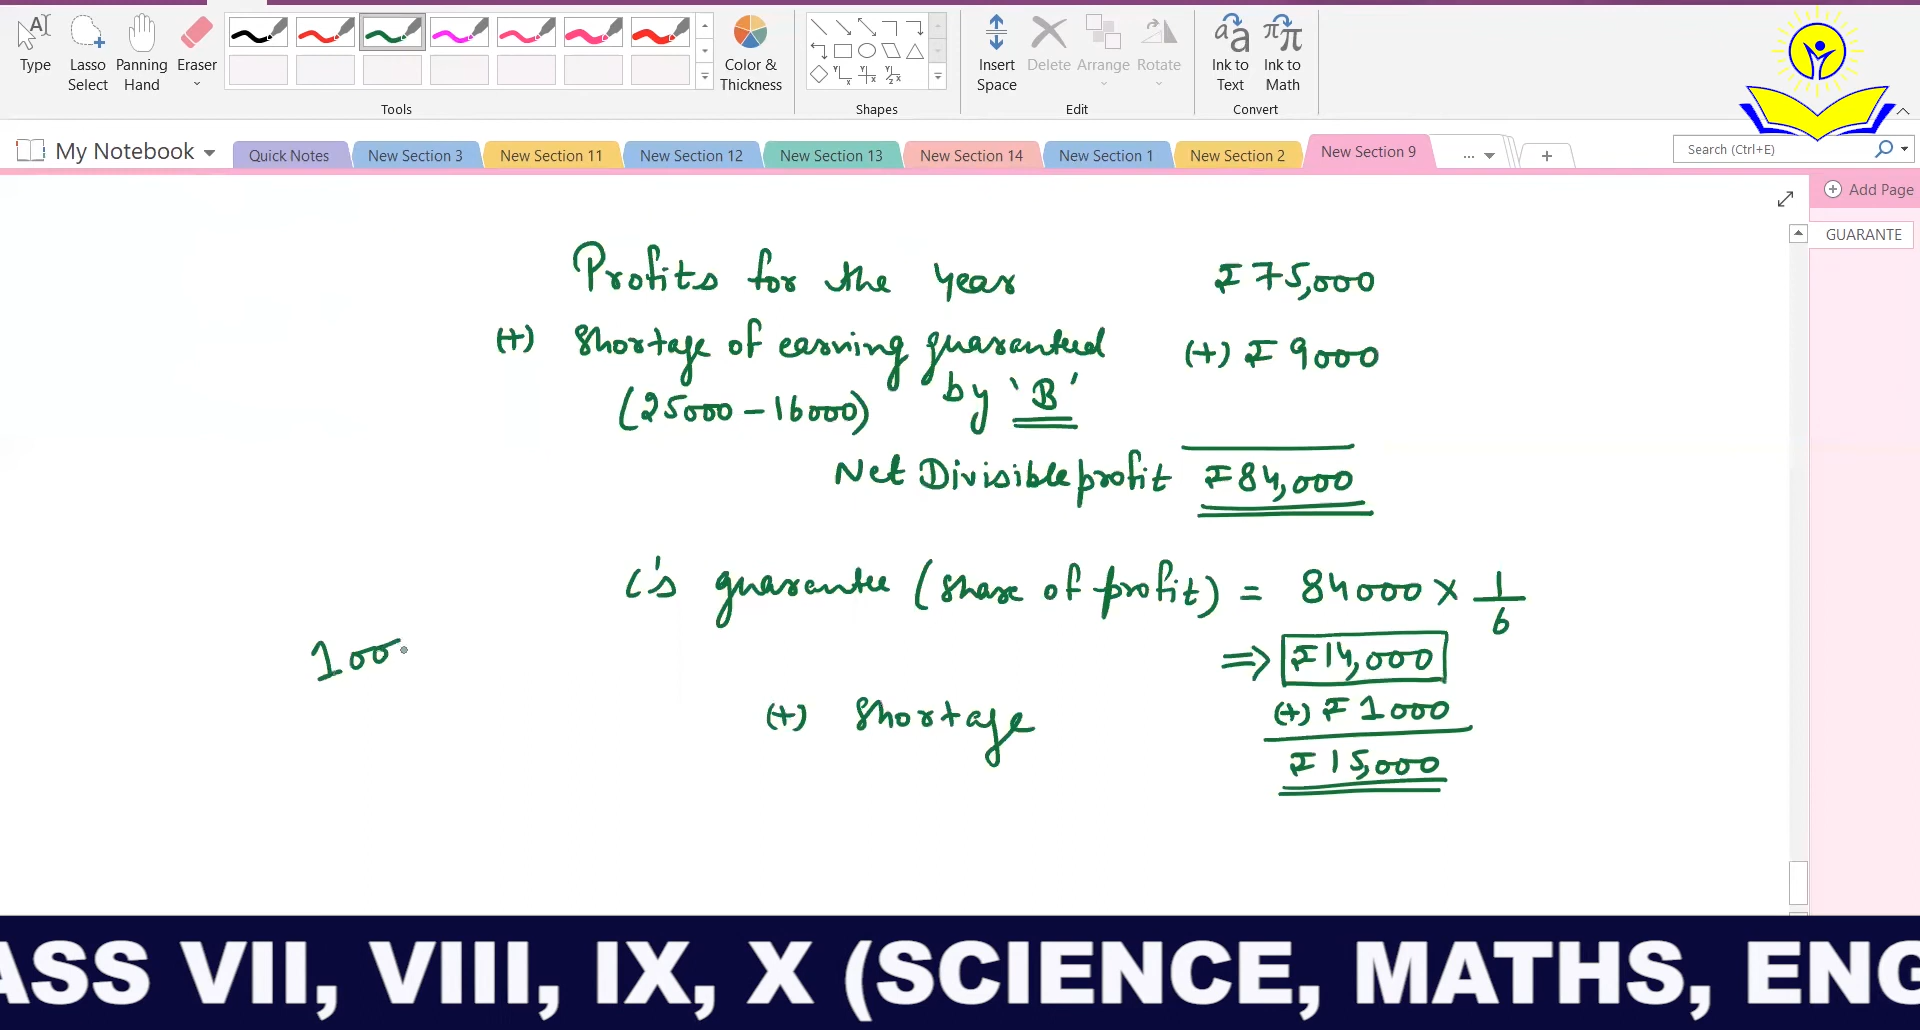 Type
Lasso Select
Panning Hand
Eraser
Tools
Color & Thickness
Shapes
Insert Space
Delete
Arrange
Rotate
Edit
Ink to Text
Ink to Math
Convert
My Notebook
Quick Notes
New Section 3
New Section 11
New Section 12
New Section 13
New Section 14
New Section 1
New Section 2
New Section 9
...
Search (Ctrl+E)
Add Page
GUARANTE
Profits for the year ₹75,000
(+) Shortage of earning guaranteed (+) ₹9000
(25000 - 16000) by 'B'
Net Divisible profit ₹84,000
C's guarantee (share of profit) = 84000 × 1/6
⇒ ₹14,000
100
(+) Shortage (+) ₹1000
₹15,000
ASS VII, VIII, IX, X (SCIENCE, MATHS, ENG